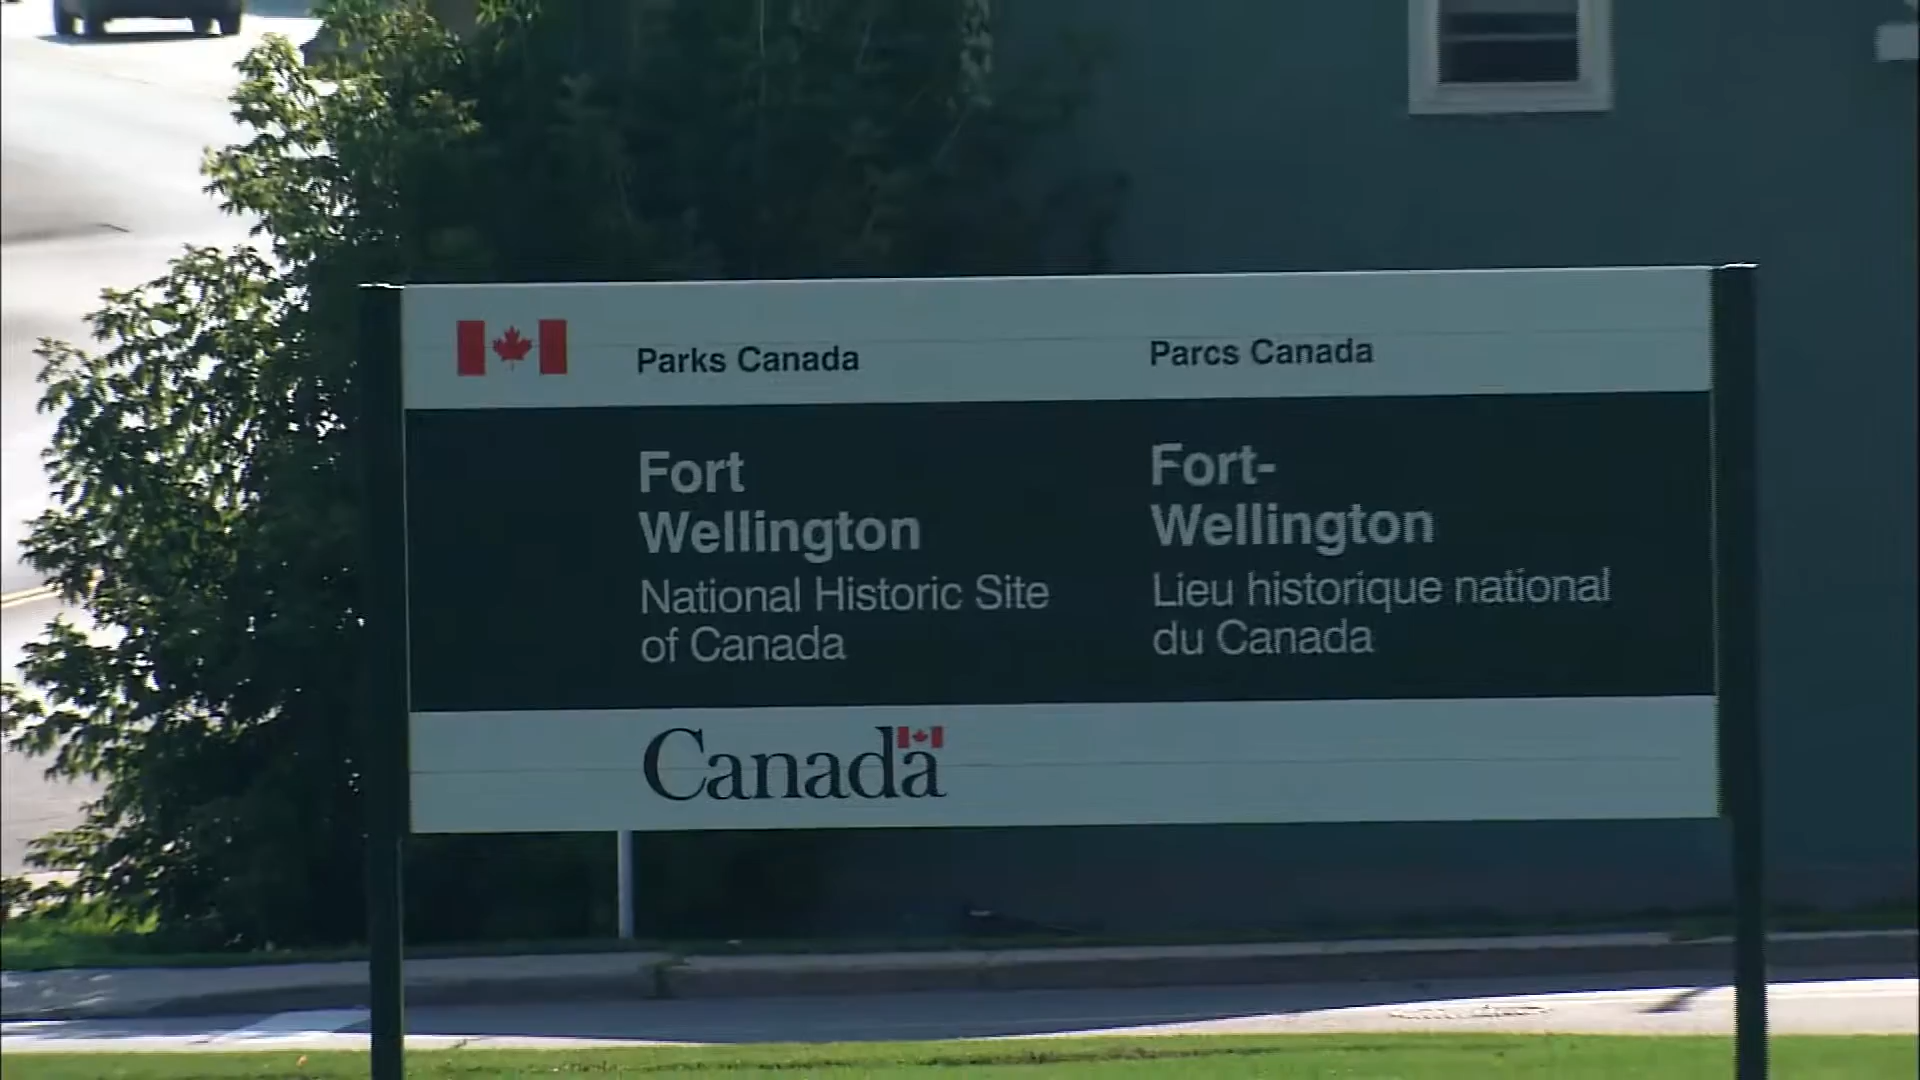 Parks Canada
Parcs Canada
Fort
Wellington
National Historic Site
of Canada
Fort-
Wellington
Lieu historique national
du Canada
Canada